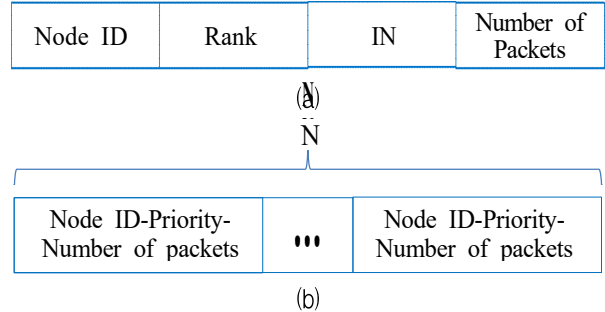 Node ID Rank IN Number of
Packets
(a)
N
Node ID-Priority- ... Node ID-Priority-
Number of packets Number of packets
(b)